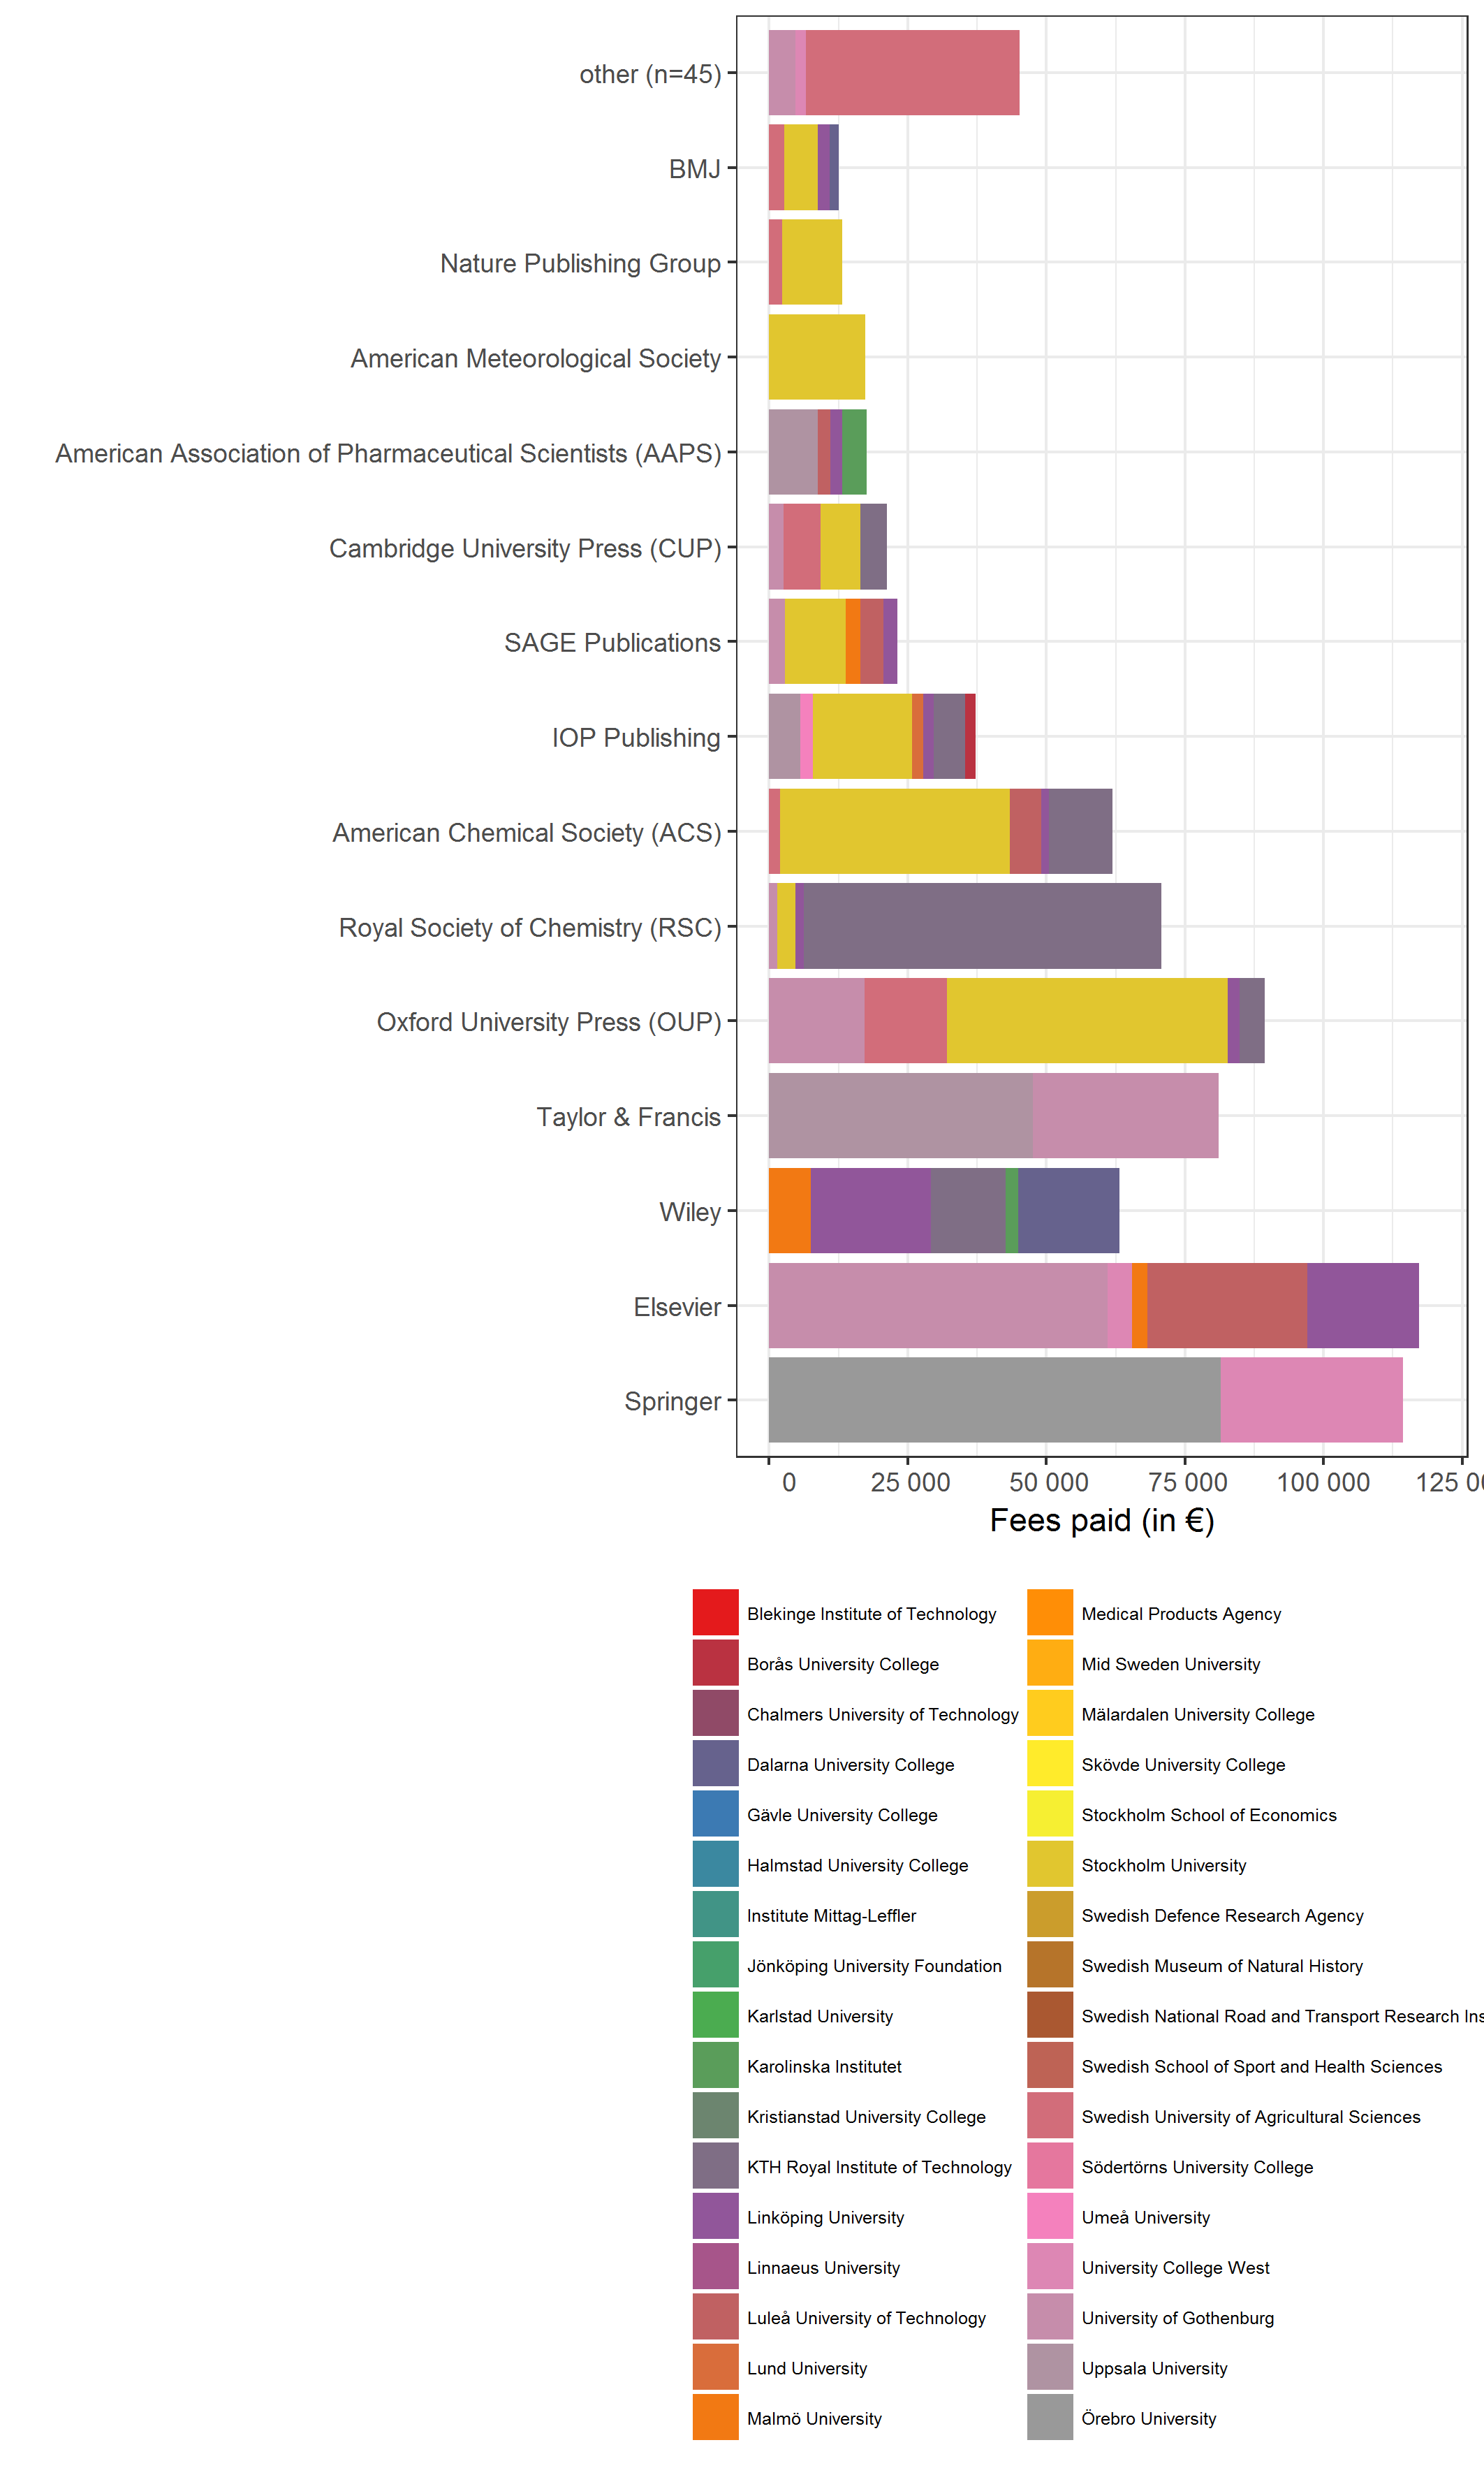 other (n=45)
BMJ
Nature Publishing Group
American Meteorological Society
American Association of Pharmaceutical Scientists (AAPS)
Cambridge University Press (CUP)
SAGE Publications
IOP Publishing
American Chemical Society (ACS)
Royal Society of Chemistry (RSC)
Oxford University Press (OUP)
Taylor & Francis
Wiley
Elsevier
Springer
0 25 000 50 000 75 000 100 000 125 0
Fees paid (in €)
Blekinge Institute of Technology
Borås University College
Chalmers University of Technology
Dalarna University College
Gävle University College
Halmstad University College
Institute Mittag-Leffler
Jönköping University Foundation
Karlstad University
Karolinska Institutet
Kristianstad University College
KTH Royal Institute of Technology
Linköping University
Linnaeus University
Luleå University of Technology
Lund University
Malmö University
Medical Products Agency
Mid Sweden University
Mälardalen University College
Skövde University College
Stockholm School of Economics
Stockholm University
Swedish Defence Research Agency
Swedish Museum of Natural History
Swedish National Road and Transport Research Ins
Swedish School of Sport and Health Sciences
Swedish University of Agricultural Sciences
Södertörns University College
Umeå University
University College West
University of Gothenburg
Uppsala University
Örebro University